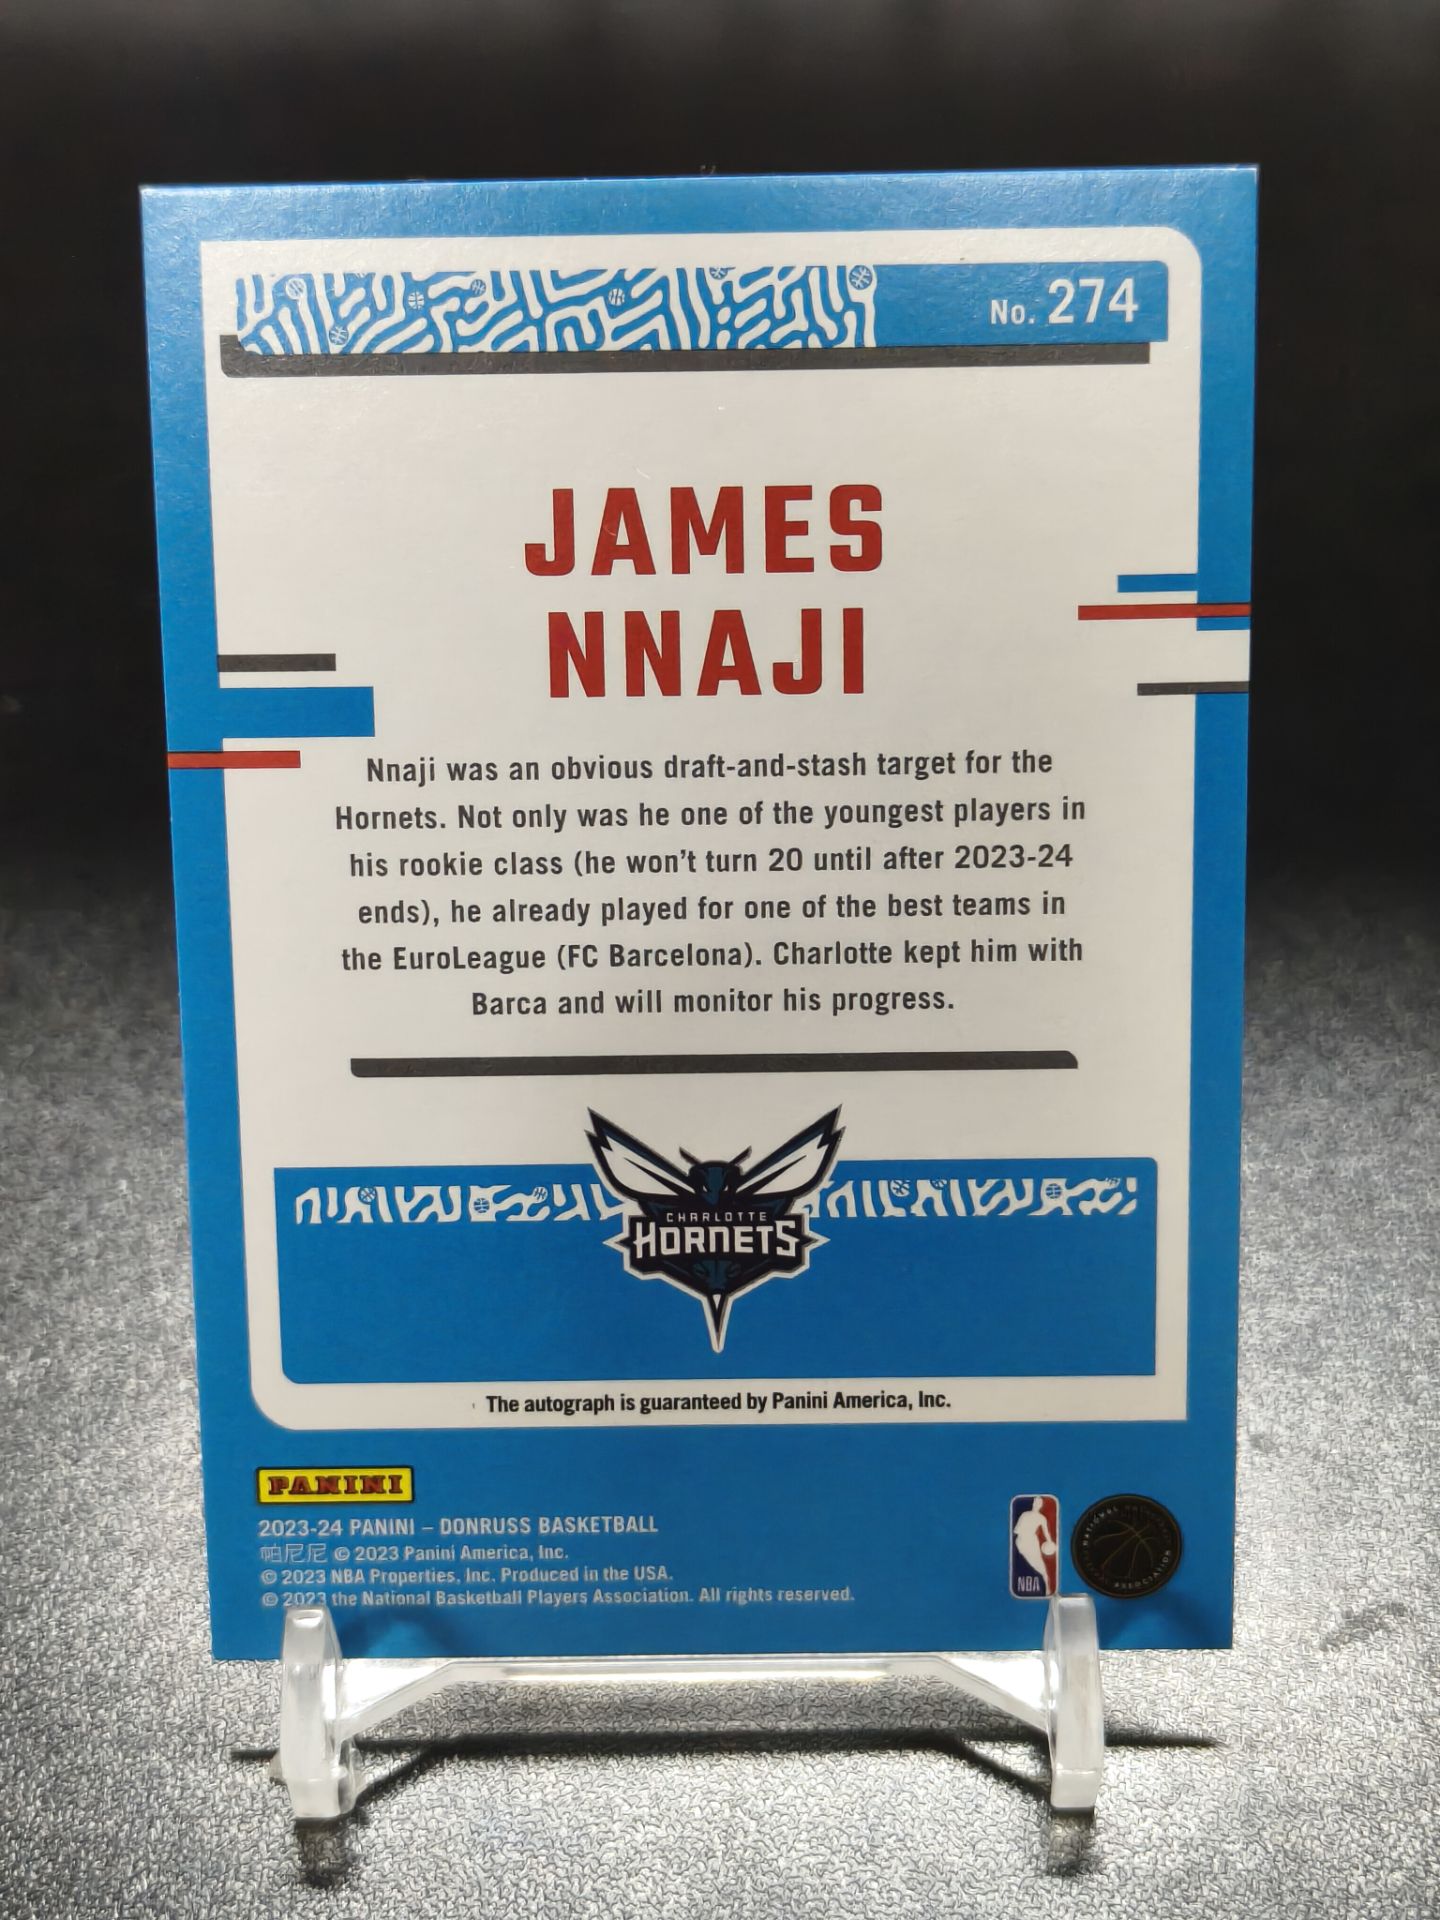 No. 274
JAMES
NNAJI
Nnaji was an obvious draft-and-stash target for the
Hornets. Not only was he one of the youngest players in
his rookie class (he won't turn 20 until after 2023-24
ends), he already played for one of the best teams in
the EuroLeague (FC Barcelona). Charlotte kept him with
Barca and will monitor his progress.
CHARLOTTE
HORNETS
The autograph is guaranteed by Panini America, Inc.
PANINI
2023-24 PANINI – DONRUSS BASKETBALL
帕尼尼 © 2023 Panini America, Inc.
© 2023 NBA Properties, Inc. Produced in the USA.
© 2023 the National Basketball Players Association. All rights reserved.
NBA